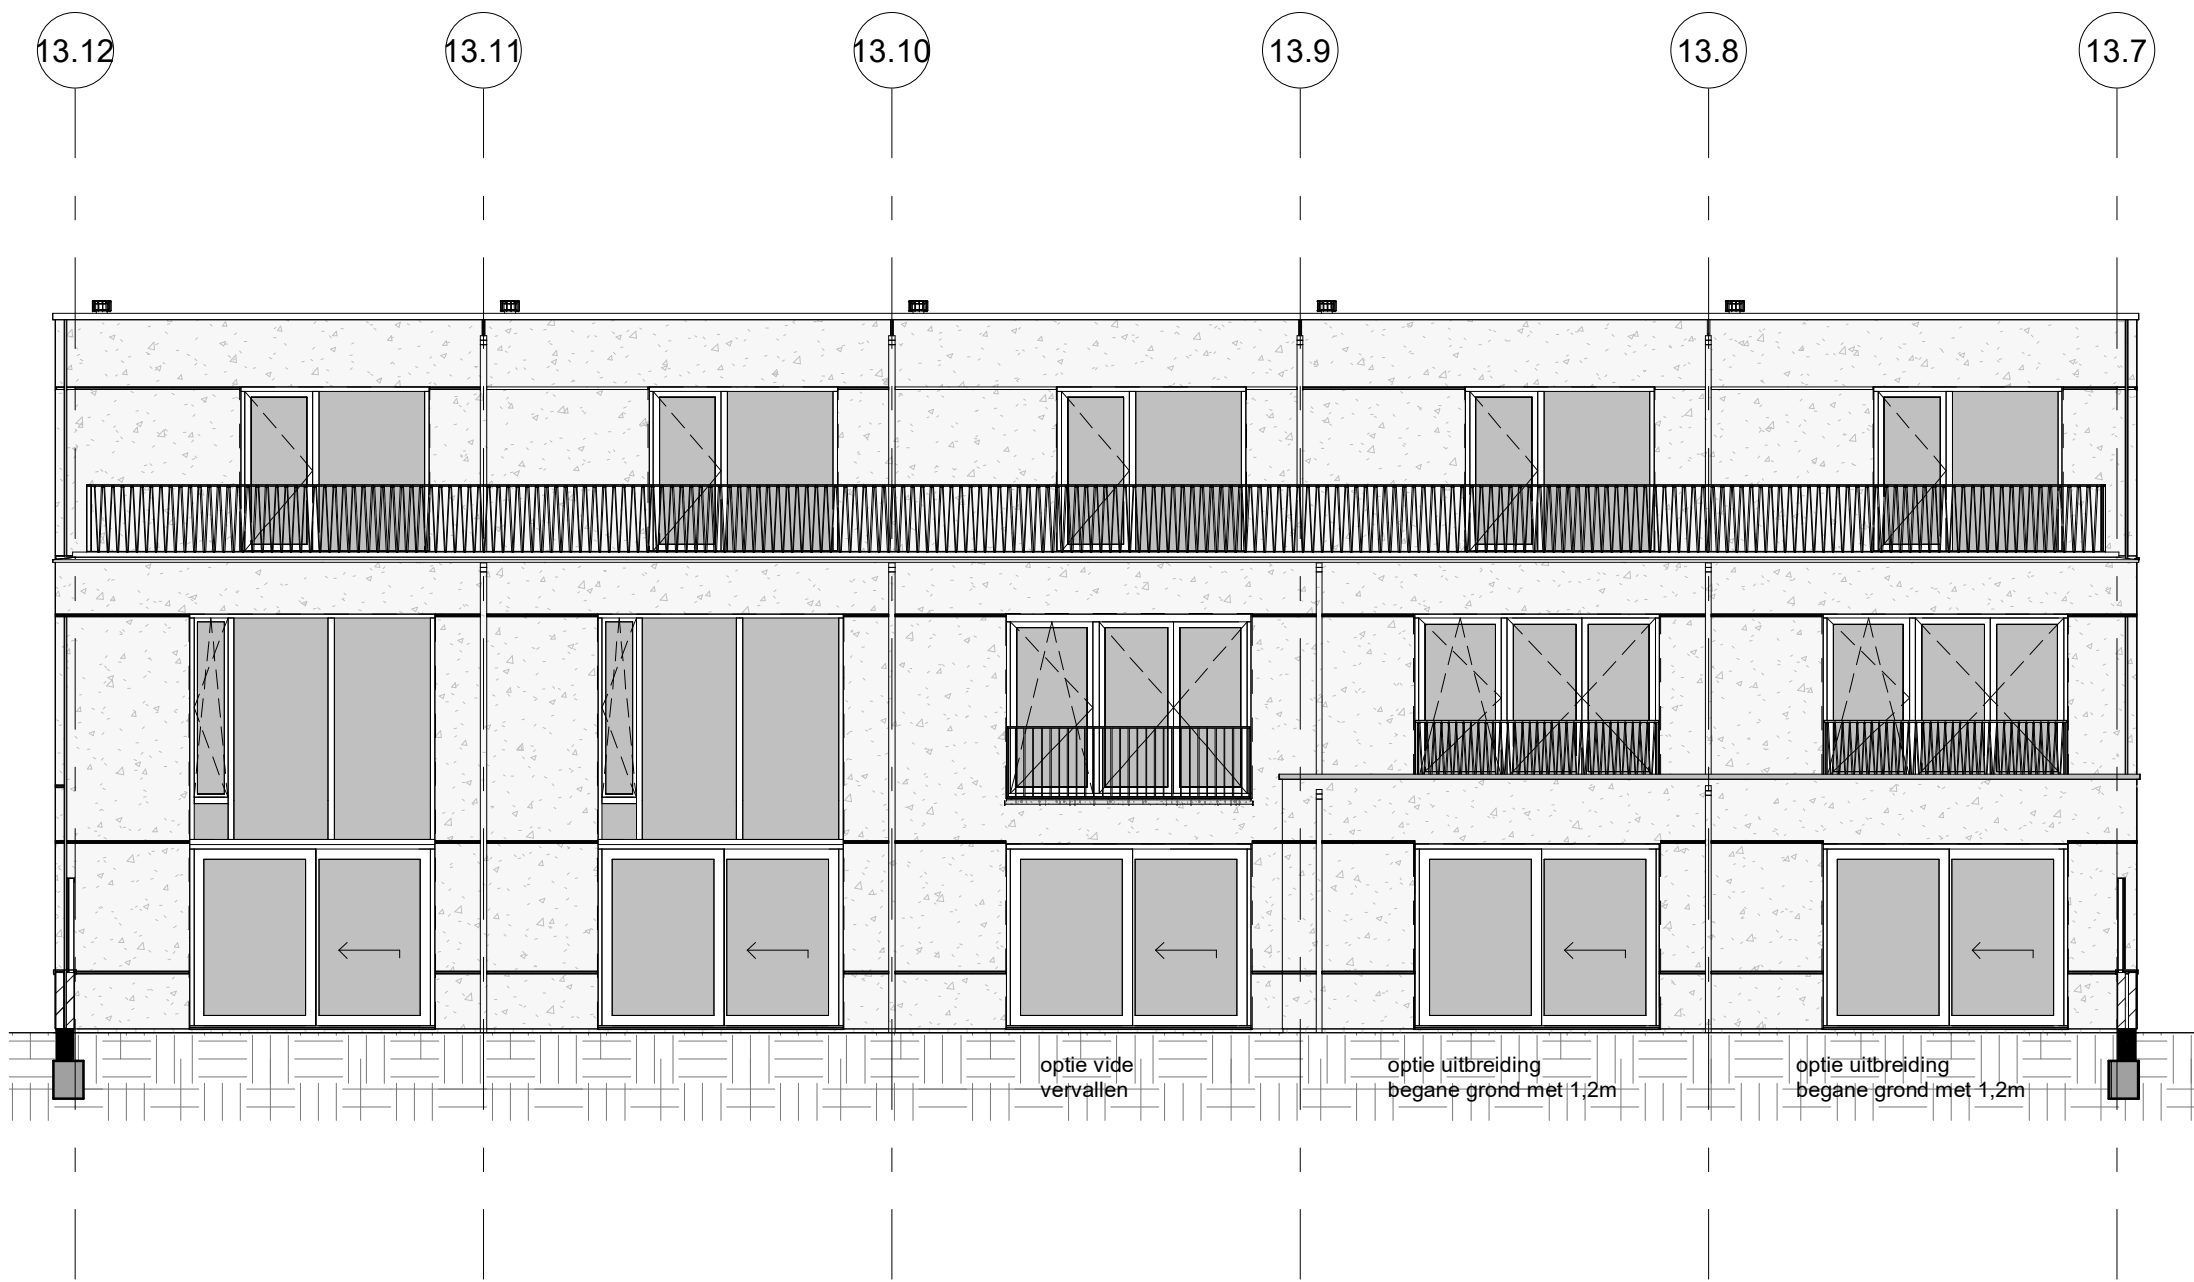 13.12
13.11
13.10
13.9
13.8
13.7
optie vide
vervallen
optie uitbreiding
begane grond met 1,2m
optie uitbreiding
begane grond met 1,2m